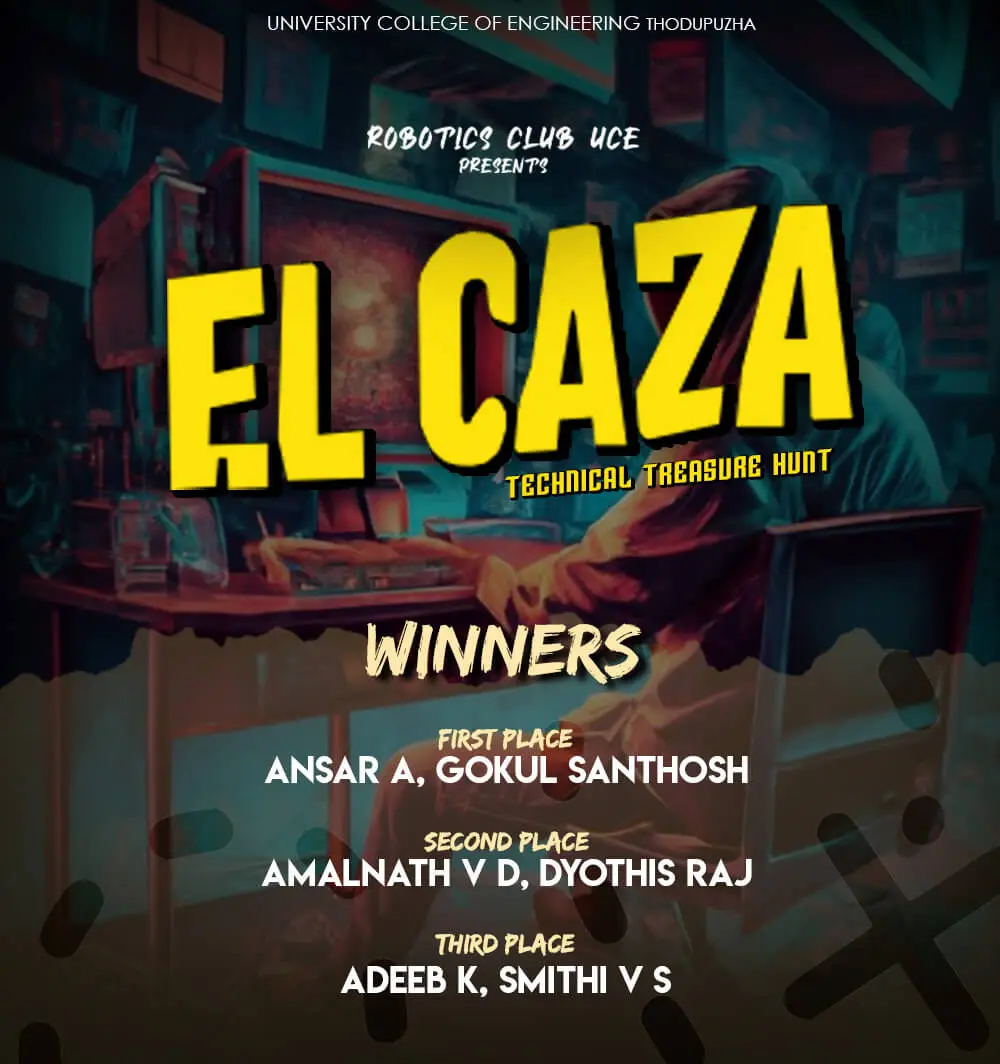 UNIVERSITY COLLEGE OF ENGINEERING THODUPUZHA
ROBOTICS CLUB UCE
PRESENTS
EL CAZA
TECHNICAL TREASURE HUNT
WINNERS
FIRST PLACE
ANSAR A, GOKUL SANTHOSH
SECOND PLACE
AMALNATH V D, DYOTHIS RAJ
THIRD PLACE
ADEEB K, SMITHI V S